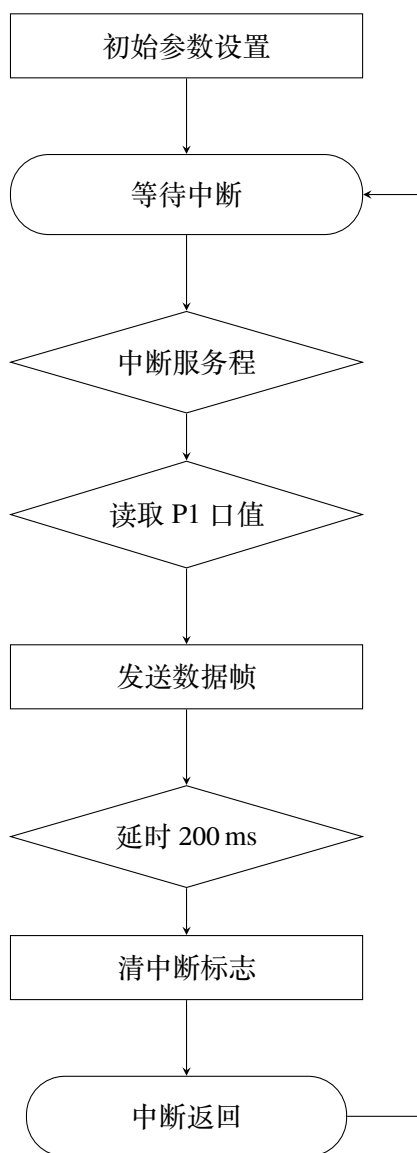 初始参数设置
等待中断
中断服务程
读取 P1 口值
发送数据帧
延时 200 ms
清中断标志
中断返回